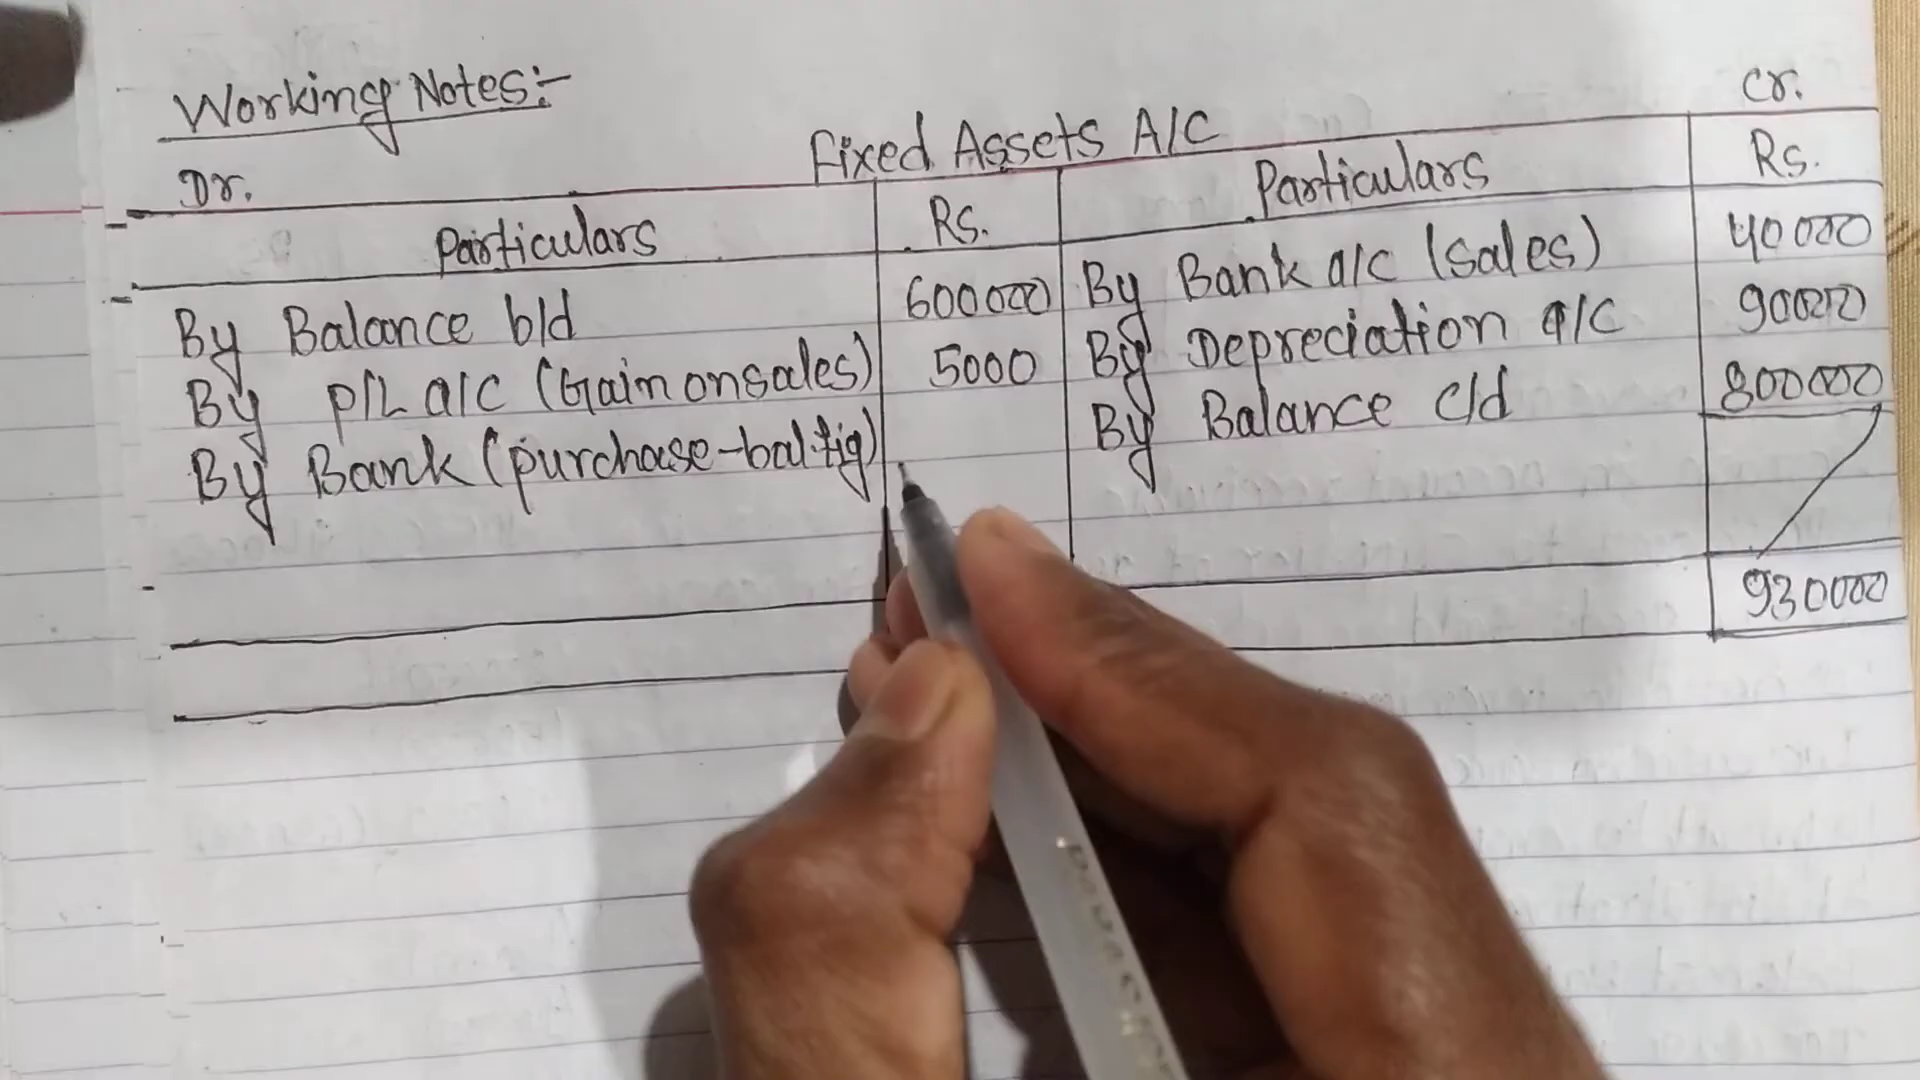 Working Notes:-
Fixed Assets A/C
Dr. Cr.
Particulars Rs. Particulars Rs.
By Balance b/d 600000 By Bank a/c (sales) 40000
By P/L a/c (Gain on sales) 5000 By Depreciation a/c 90000
By Bank (purchase-bal.fig) By Balance c/d 800000
930000